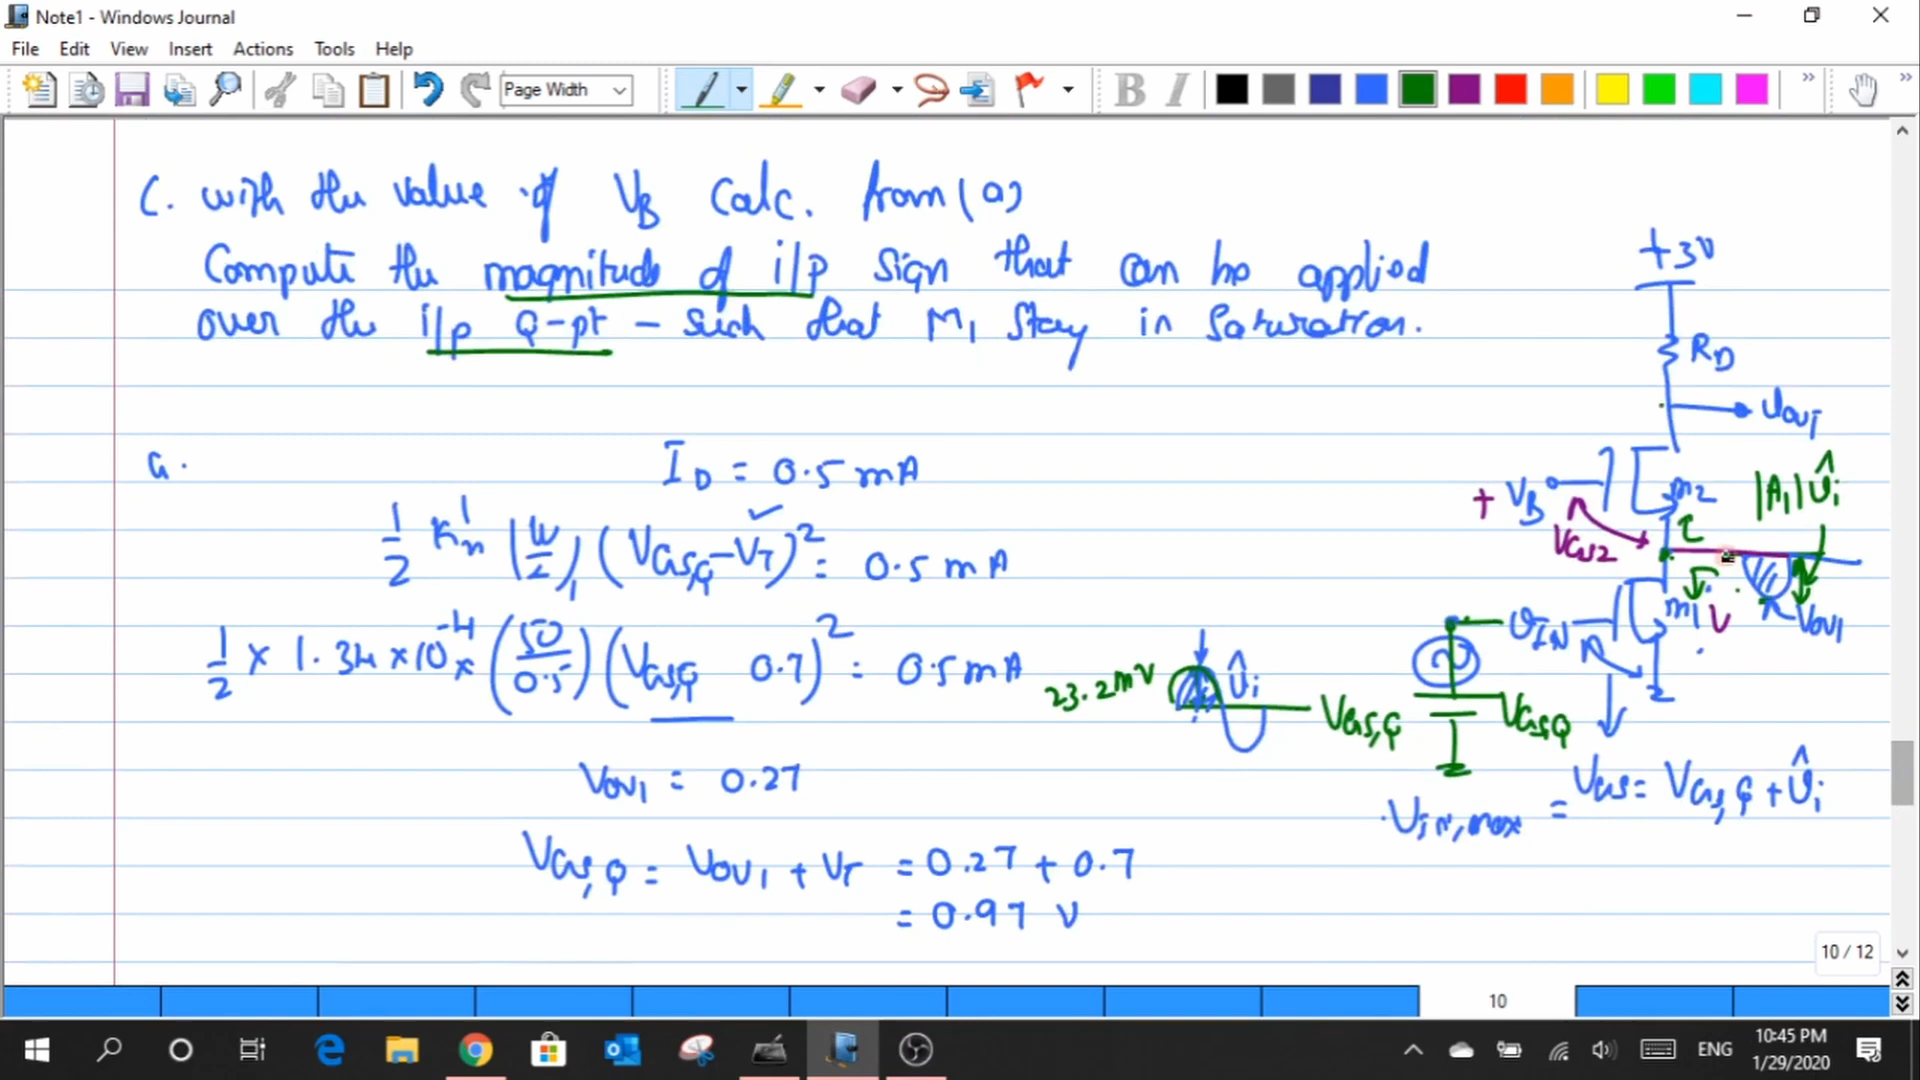 Note1 - Windows Journal
File Edit View Insert Actions Tools Help
Page Width
B I
C. with the value of VB Calc. from (a)
Compute the magnitude of i/p sign that can be applied
over the i/p Q-pt - such that M1 stay in saturation.
+3V
RD
Vout
a. ID = 0.5 mA
1/2 K'n (W/L)1 (VGS,Q - VT)² = 0.5 mA
1/2 × 1.34 × 10-4 × (50/0.5) (VGS,Q 0.7)² = 0.5 mA
+ VB
VGS2
M2
|A1| v̂i
M1
V
VOV1
vIN
23.2mV
v̂i
VGS,Q
VGS,Q
VOV1 = 0.27
Vin,max = VGS = VGS,Q + v̂i
VGS,Q = VOV1 + VT = 0.27 + 0.7
= 0.97 V
10 / 12
10
ENG
10:45 PM
1/29/2020